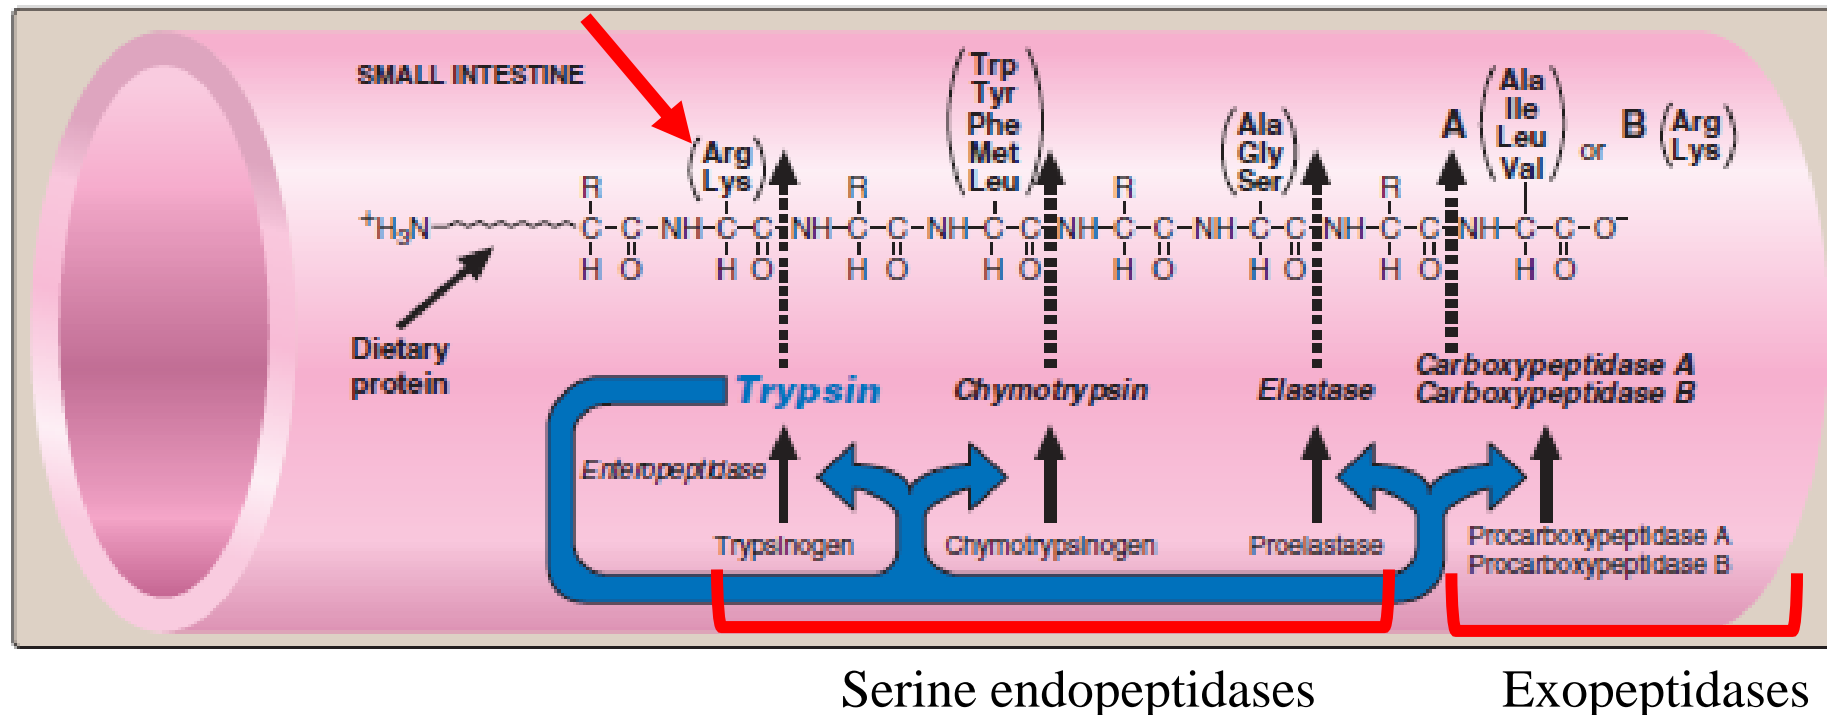 SMALL INTESTINE
Arg
Lys
Trp
Tyr
Phe
Met
Leu
Ala
Gly
Ser
A
Ala
Ile
Leu
Val
or
B
Arg
Lys
R R R R
⁺H₃N C–C–NH–C–C–NH–C–C–NH–C–C–NH–C–C–NH–C–C–NH–C–C–NH–C–C–O⁻
H O H O H O H O H O H O H O H O
Dietary
protein
Trypsin
Chymotrypsin
Elastase
Carboxypeptidase A
Carboxypeptidase B
Enteropeptidase
Trypsinogen
Chymotrypsinogen
Proelastase
Procarboxypeptidase A
Procarboxypeptidase B
Serine endopeptidases
Exopeptidases